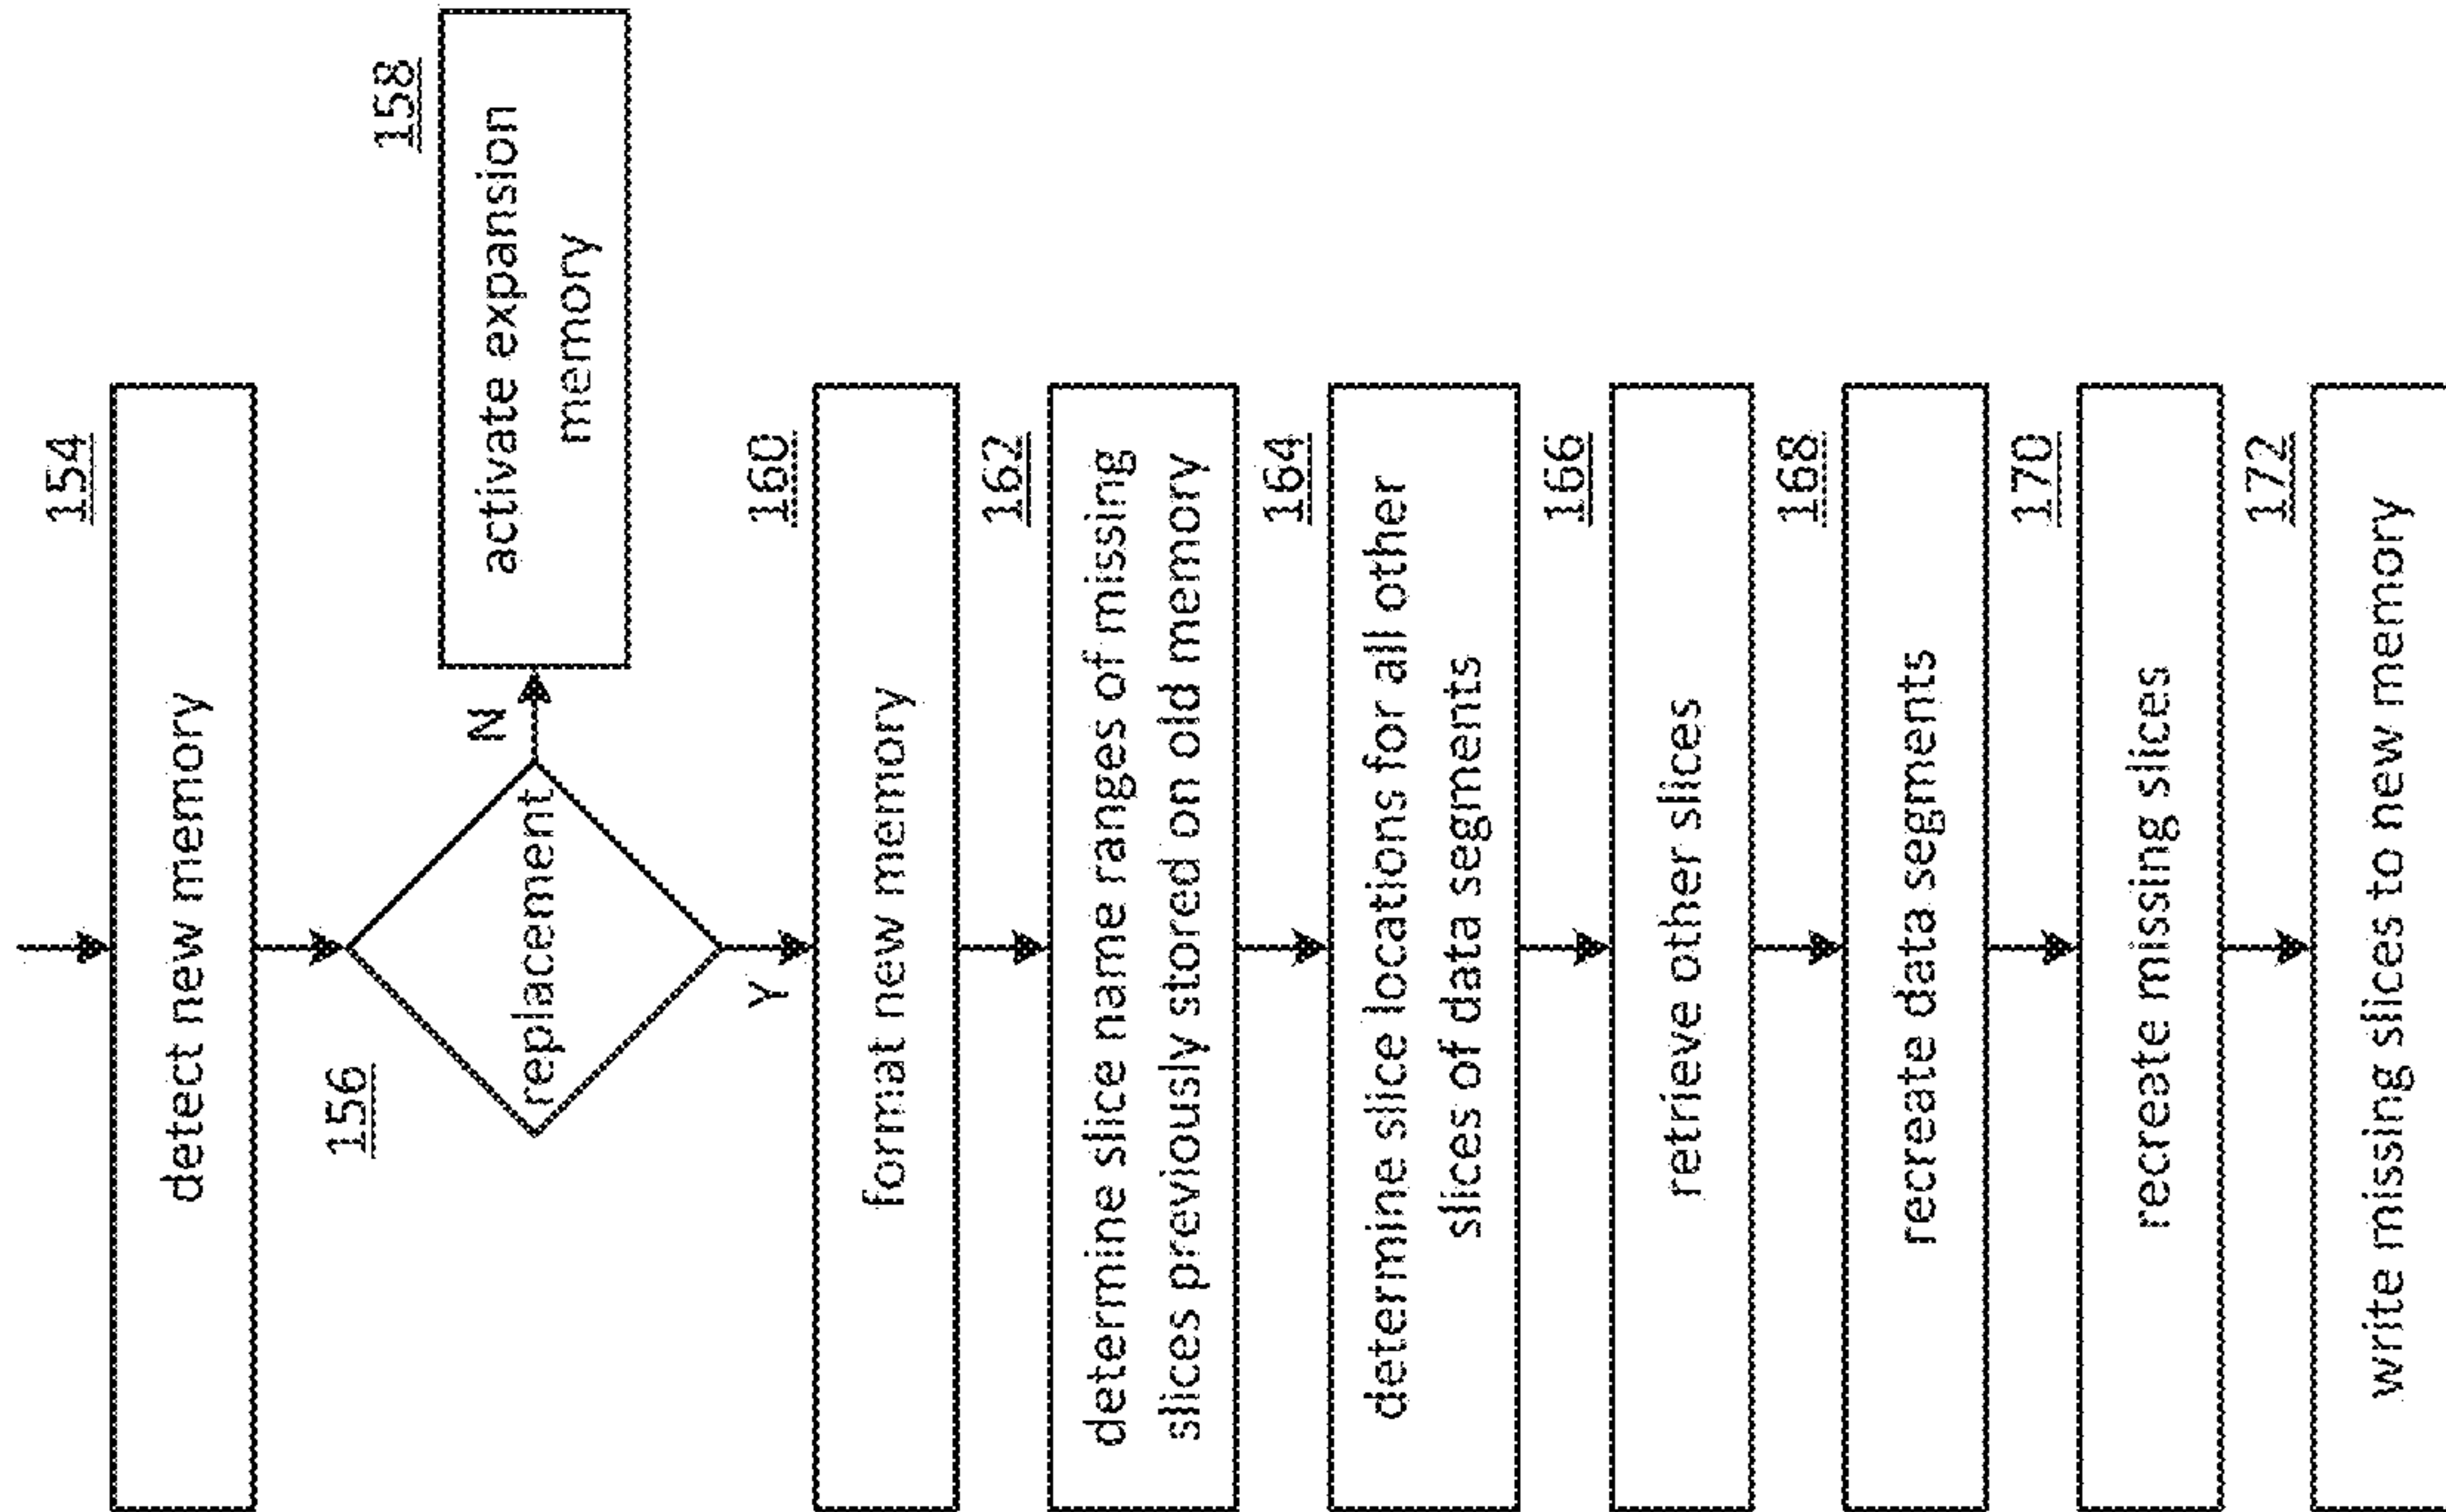 154
detect new memory
156
replacement
N
158
activate expansion
memory
Y
160
format new memory
162
determine slice name ranges of missing
slices previously stored on old memory
164
determine slice locations for all other
slices of data segments
166
retrieve other slices
168
recreate data segments
170
recreate missing slices
172
write missing slices to new memory